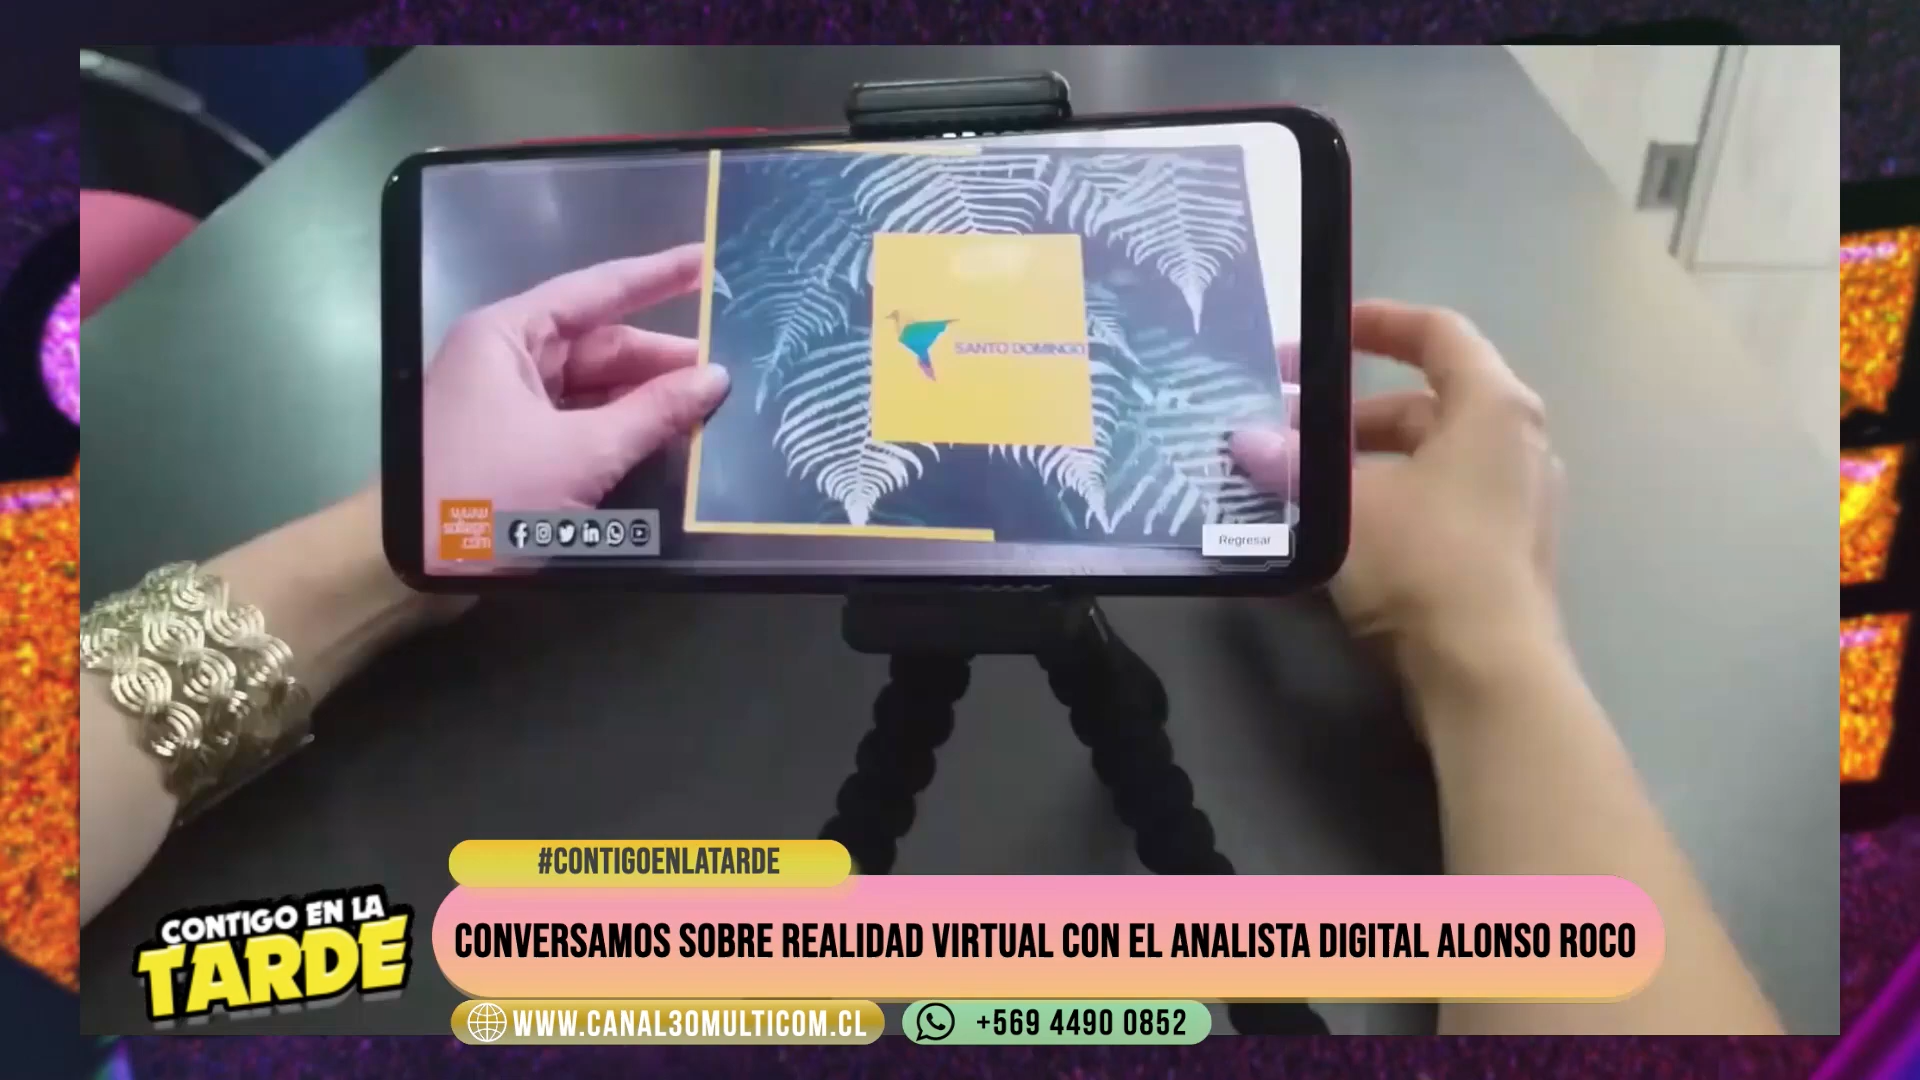 SANTO DOMINGO
www
.com
Regresar
#CONTIGOENLATARDE
CONTIGO EN LA
TARDE
CONVERSAMOS SOBRE REALIDAD VIRTUAL CON EL ANALISTA DIGITAL ALONSO ROCO
WWW.CANAL30MULTICOM.CL
+569 4490 0852